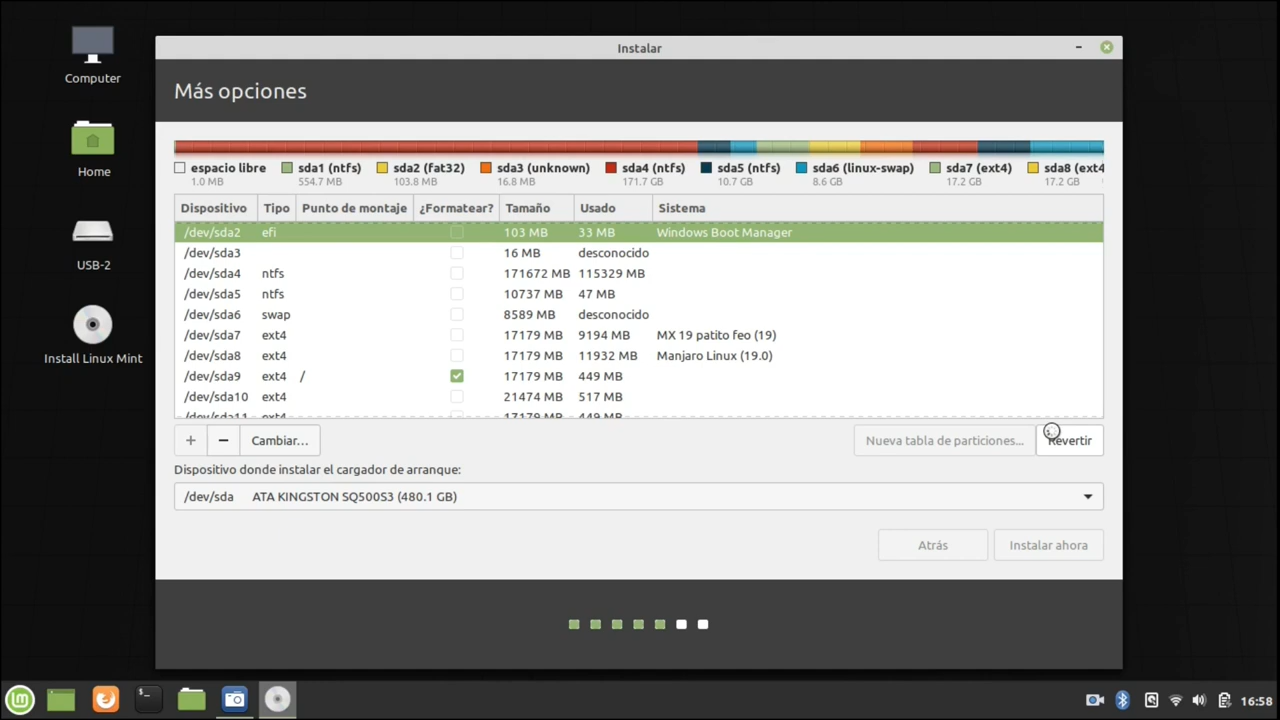 Computer
Home
USB-2
Install Linux Mint
Instalar
Más opciones
espacio libre sda1 (ntfs) sda2 (fat32) sda3 (unknown) sda4 (ntfs) sda5 (ntfs) sda6 (linux-swap) sda7 (ext4) sda8 (ext4
1.0 MB 554.7 MB 103.8 MB 16.8 MB 171.7 GB 10.7 GB 8.6 GB 17.2 GB 17.2 GB
Dispositivo Tipo Punto de montaje ¿Formatear? Tamaño Usado Sistema
/dev/sda2 efi 103 MB 33 MB Windows Boot Manager
/dev/sda3 16 MB desconocido
/dev/sda4 ntfs 171672 MB 115329 MB
/dev/sda5 ntfs 10737 MB 47 MB
/dev/sda6 swap 8589 MB desconocido
/dev/sda7 ext4 17179 MB 9194 MB MX 19 patito feo (19)
/dev/sda8 ext4 17179 MB 11932 MB Manjaro Linux (19.0)
/dev/sda9 ext4 / 17179 MB 449 MB
/dev/sda10 ext4 21474 MB 517 MB
/dev/sda11 ext4 17179 MB 449 MB
+ − Cambiar... Nueva tabla de particiones... Revertir
Dispositivo donde instalar el cargador de arranque:
/dev/sda ATA KINGSTON SQ500S3 (480.1 GB)
Atrás Instalar ahora
16:58